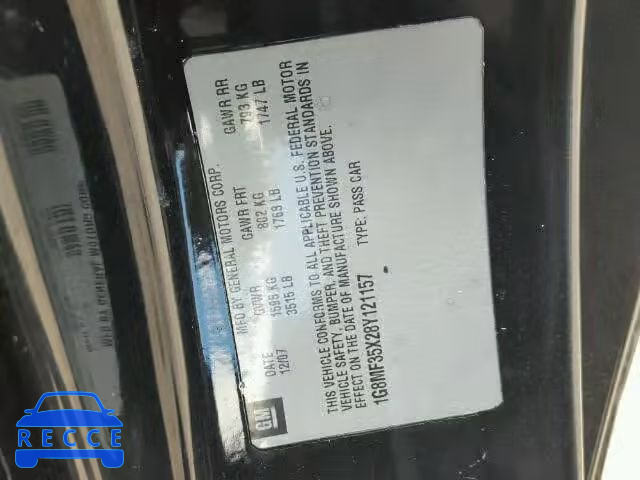 MFD BY GENERAL MOTORS CORP.
DATE GVWR GAWR FRT GAWR RR
12/07 1595 KG 802 KG 793 KG
3515 LB 1769 LB 1747 LB
THIS VEHICLE CONFORMS TO ALL APPLICABLE U.S. FEDERAL MOTOR
VEHICLE SAFETY, BUMPER, AND THEFT PREVENTION STANDARDS IN
EFFECT ON THE DATE OF MANUFACTURE SHOWN ABOVE.
1G8MF35X28Y121157 TYPE: PASS CAR
GM
RECCE